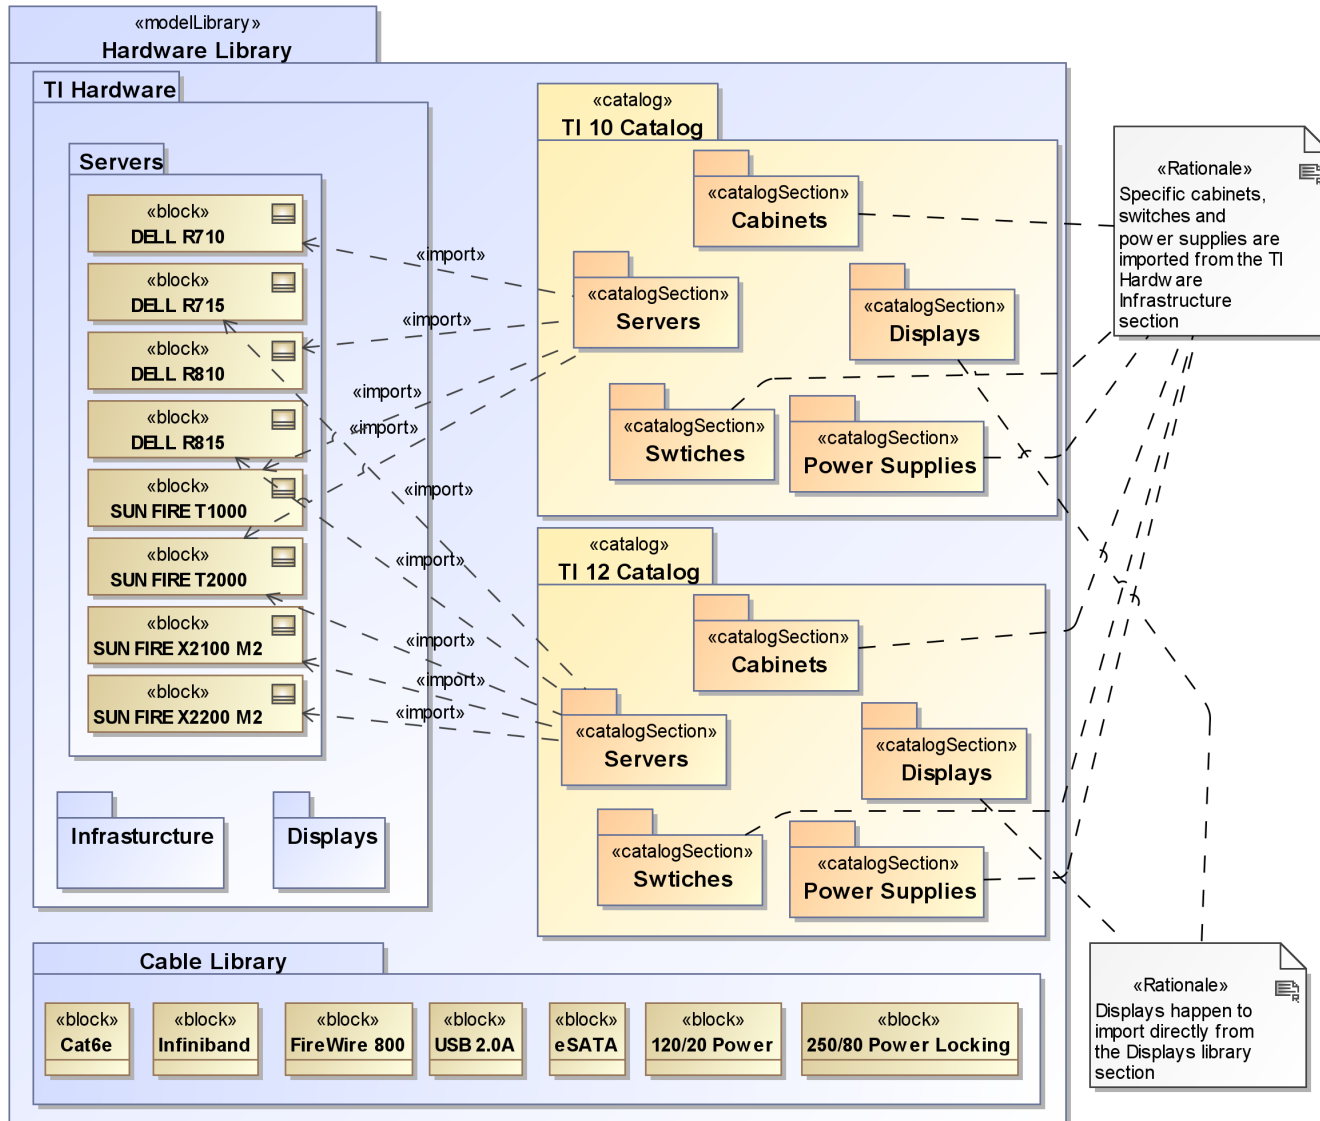 «modelLibrary»
Hardware Library
TI Hardware
Servers
«block»
DELL R710
«block»
DELL R715
«block»
DELL R810
«block»
DELL R815
«block»
SUN FIRE T1000
«block»
SUN FIRE T2000
«block»
SUN FIRE X2100 M2
«block»
SUN FIRE X2200 M2
Infrasturcture
Displays
«import»
«import»
«import»
«import»
«import»
«import»
«import»
«import»
«import»
«catalog»
TI 10 Catalog
«catalogSection»
Cabinets
«catalogSection»
Servers
«catalogSection»
Displays
«catalogSection»
Swtiches
«catalogSection»
Power Supplies
«catalog»
TI 12 Catalog
«catalogSection»
Cabinets
«catalogSection»
Servers
«catalogSection»
Displays
«catalogSection»
Swtiches
«catalogSection»
Power Supplies
«Rationale»
Specific cabinets,
switches and
power supplies are
imported from the TI
Hardware
Infrastructure
section
«Rationale»
Displays happen to
import directly from
the Displays library
section
Cable Library
«block»
Cat6e
«block»
Infiniband
«block»
FireWire 800
«block»
USB 2.0A
«block»
eSATA
«block»
120/20 Power
«block»
250/80 Power Locking